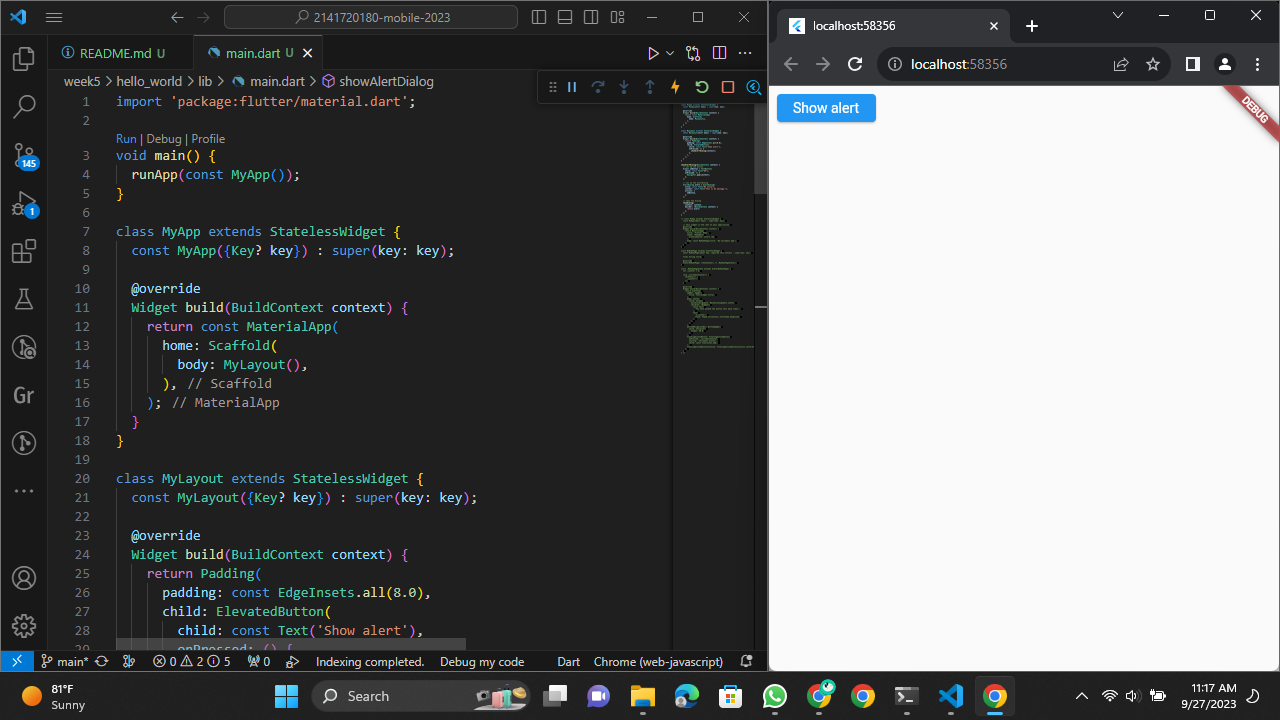 2141720180-mobile-2023
README.md U
main.dart U
week5 > hello_world > lib > main.dart > showAlertDialog
1 import 'package:flutter/material.dart';
2
Run | Debug | Profile
3 void main() {
4 runApp(const MyApp());
5 }
6
7 class MyApp extends StatelessWidget {
8 const MyApp({Key? key}) : super(key: key);
9
10 @override
11 Widget build(BuildContext context) {
12 return const MaterialApp(
13 home: Scaffold(
14 body: MyLayout(),
15 ), // Scaffold
16 ); // MaterialApp
17 }
18 }
19
20 class MyLayout extends StatelessWidget {
21 const MyLayout({Key? key}) : super(key: key);
22
23 @override
24 Widget build(BuildContext context) {
25 return Padding(
26 padding: const EdgeInsets.all(8.0),
27 child: ElevatedButton(
28 child: const Text('Show alert'),
29 onPressed: () {
145
1
Gr
main* 0 2 5 0 Indexing completed. Debug my code Dart Chrome (web-javascript)
localhost:58356
localhost:58356
Show alert
DEBUG
81°F
Sunny
Search
11:17 AM
9/27/2023